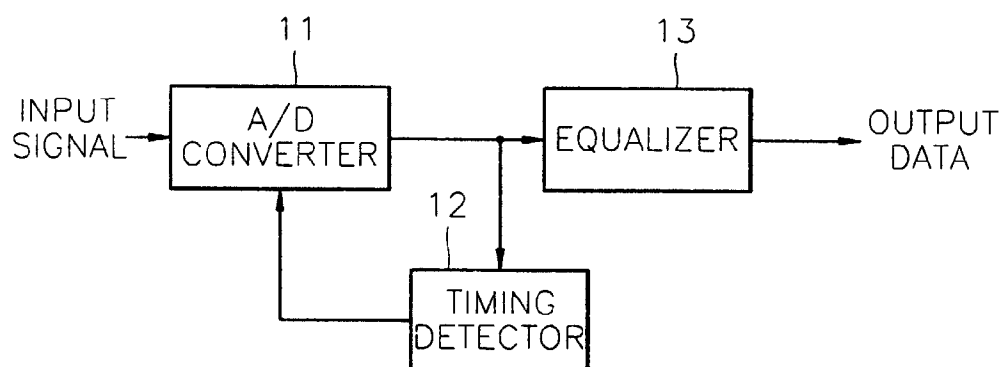 11
13
INPUT
SIGNAL
A/D
CONVERTER
EQUALIZER
OUTPUT
DATA
12
TIMING
DETECTOR